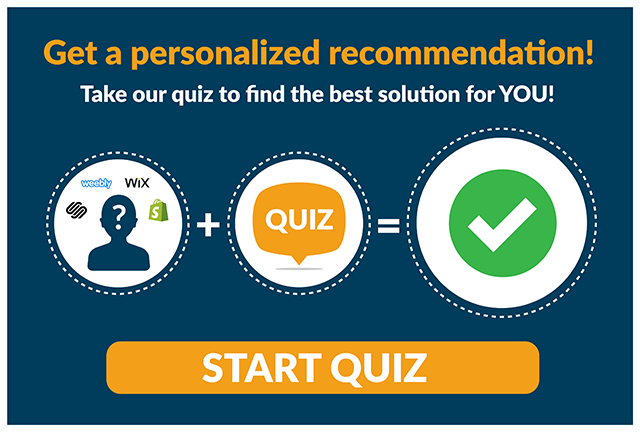 Get a personalized recommendation!
Take our quiz to find the best solution for YOU!
weebly WiX
?
QUIZ
+
=
S
START QUIZ